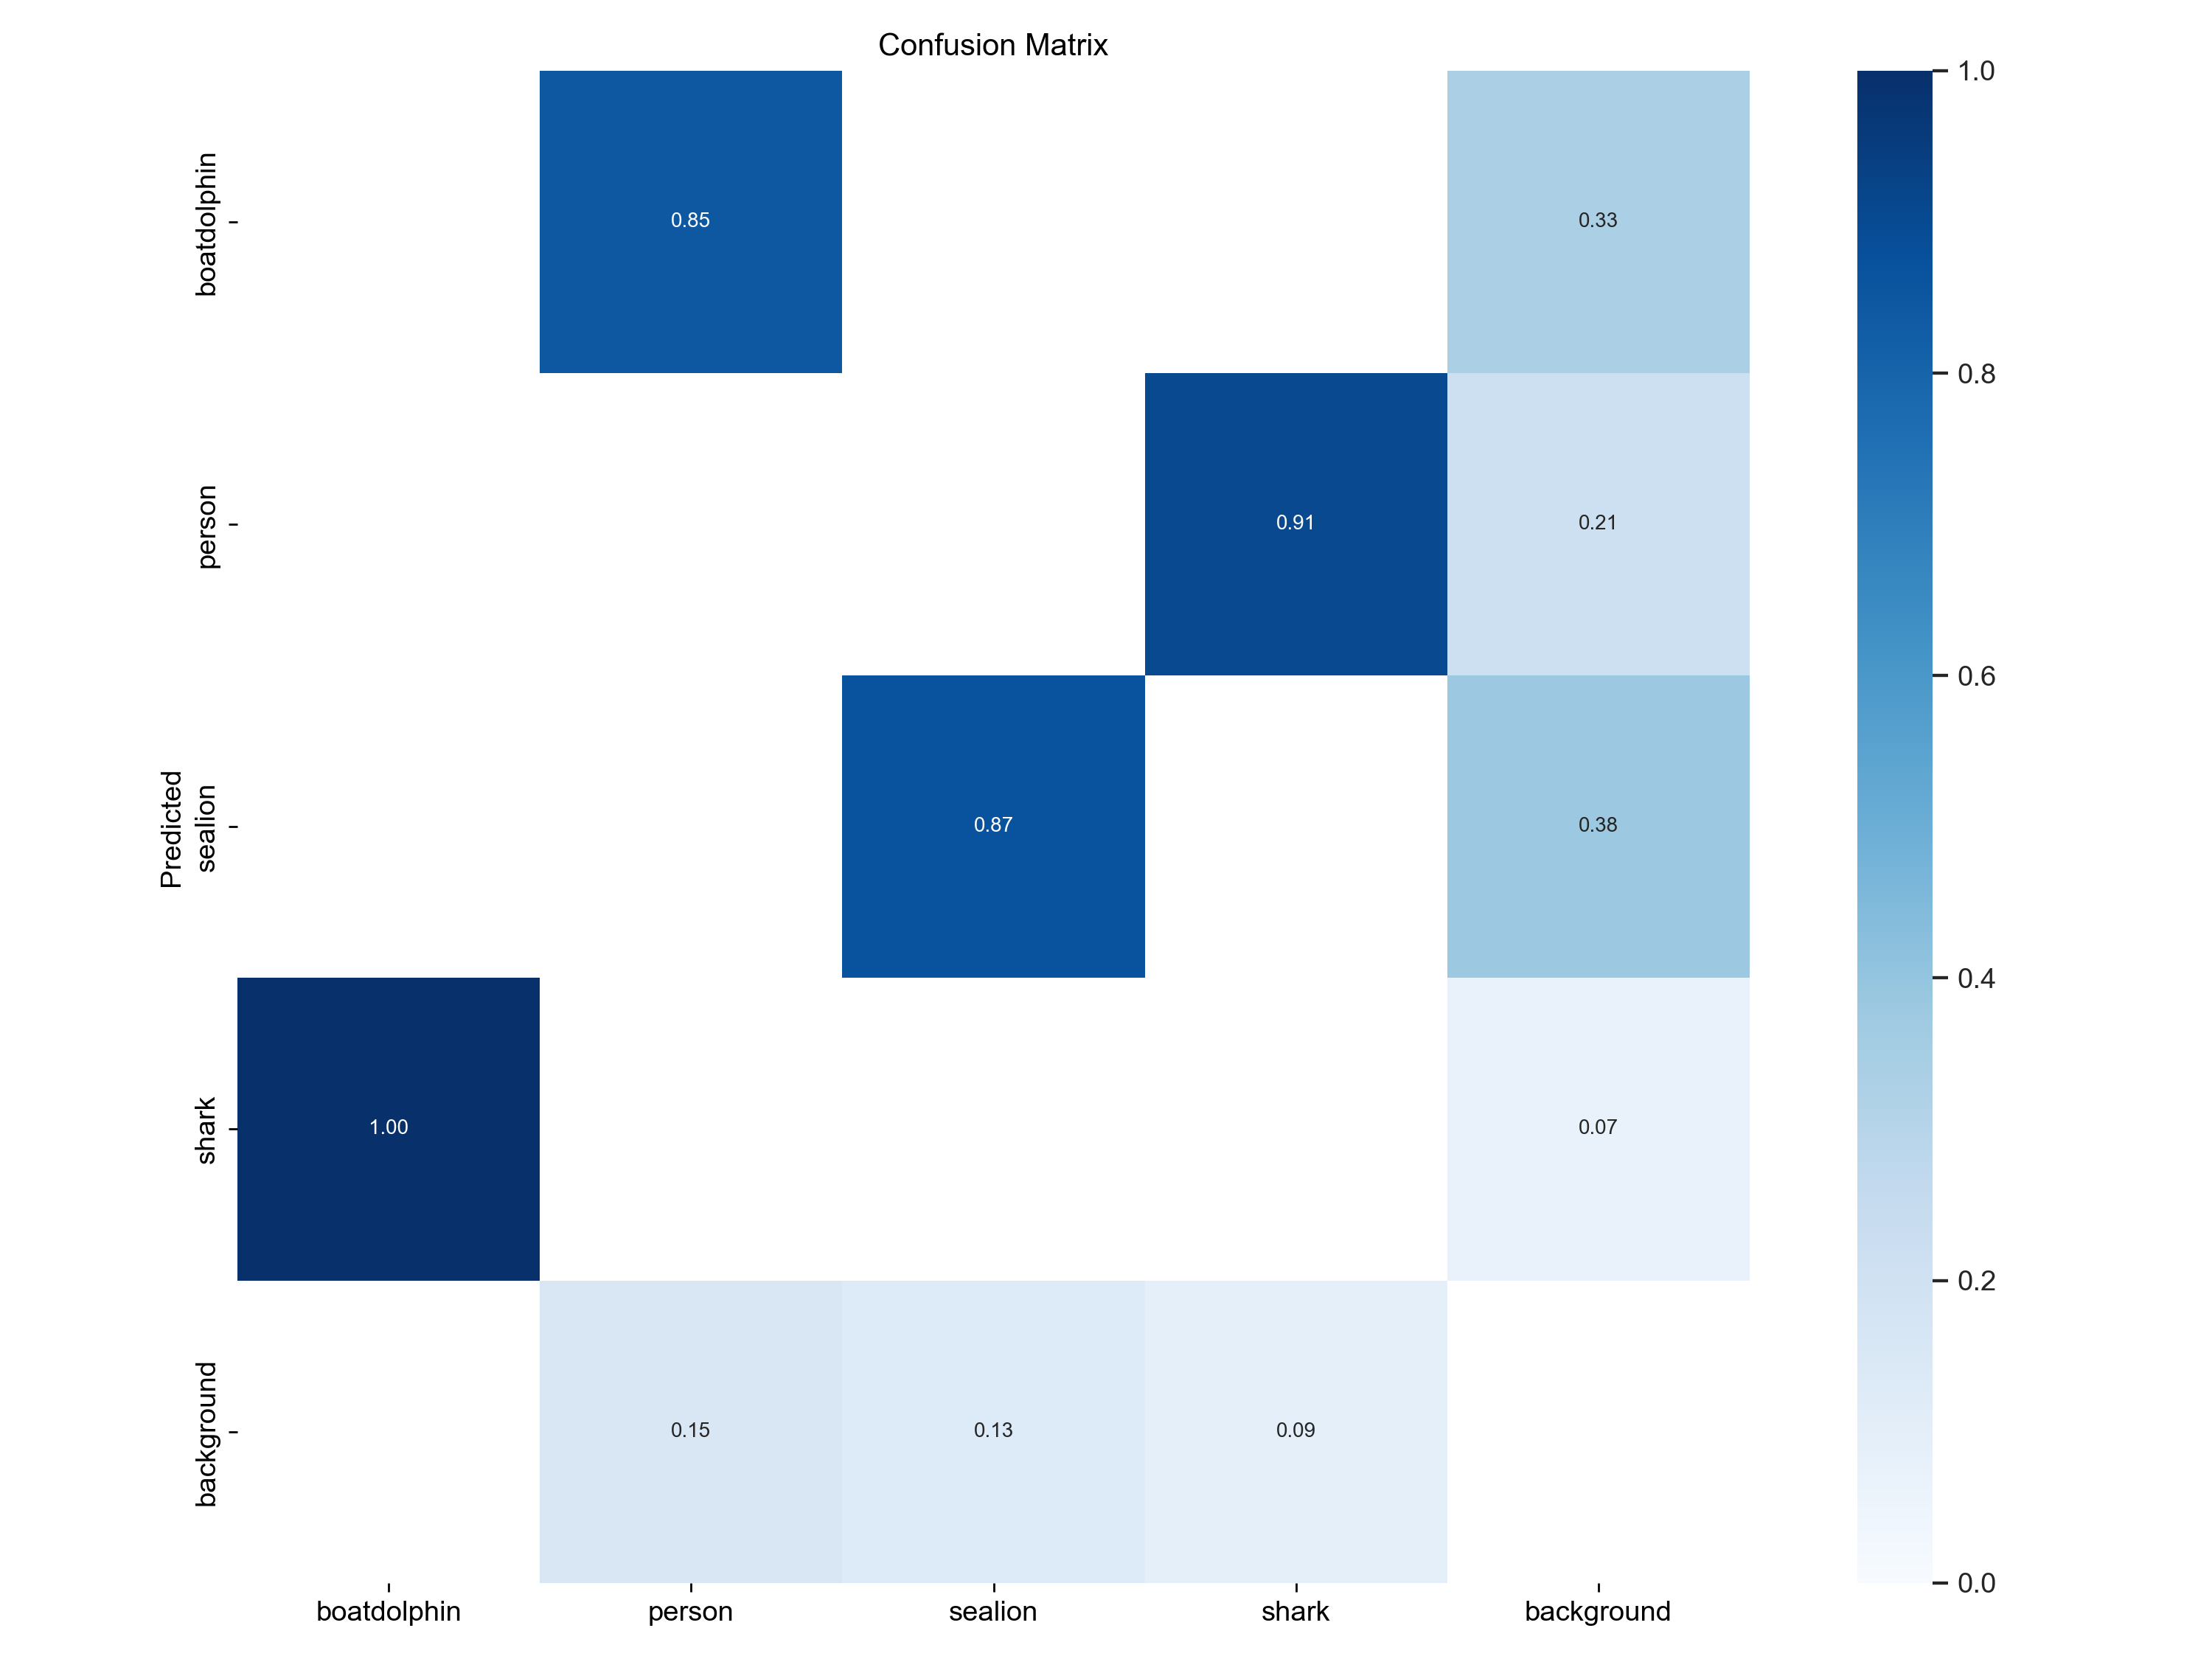 Confusion Matrix
boatdolphin
0.85
0.33
person
0.91
0.21
Predicted
sealion
0.87
0.38
shark
1.00
0.07
background
0.15
0.13
0.09
boatdolphin
person
sealion
shark
background
1.0
0.8
0.6
0.4
0.2
0.0